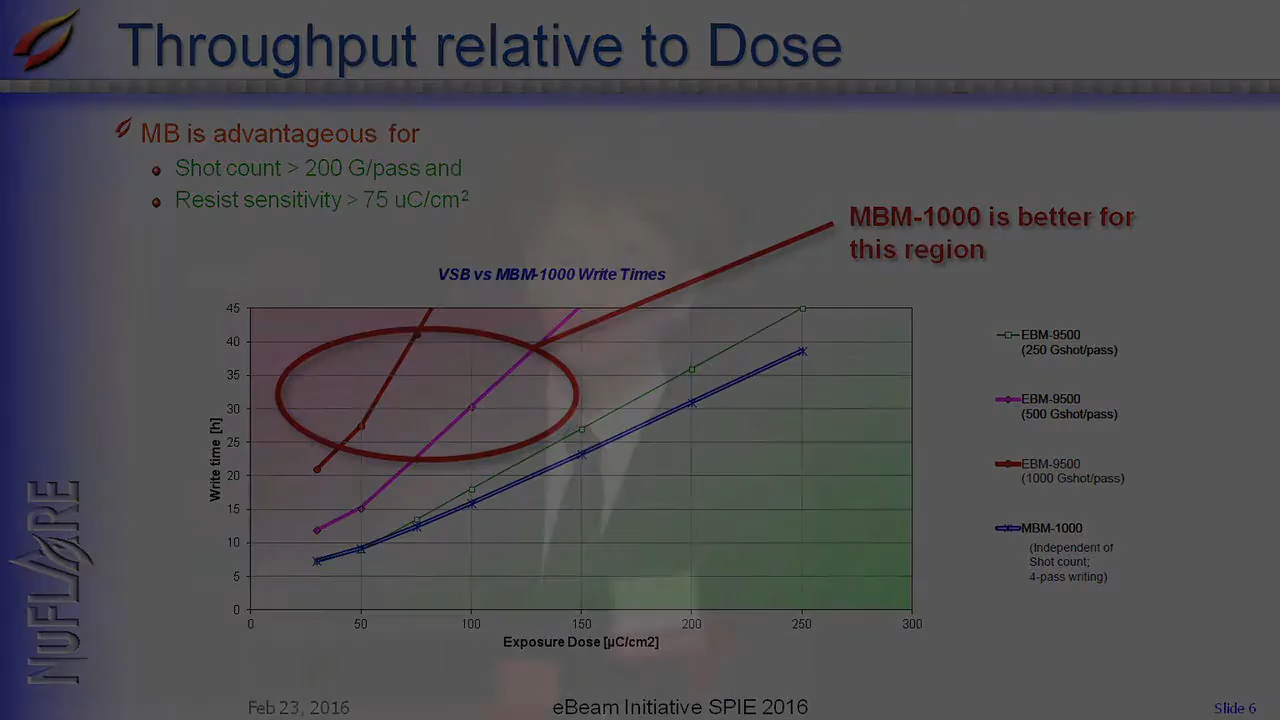 Throughput relative to Dose
MB is advantageous for
Shot count > 200 G/pass and
Resist sensitivity > 75 uC/cm²
MBM-1000 is better for
this region
VSB vs MBM-1000 Write Times
45
40
35
30
25
20
15
10
5
0
Write time [h]
0 50 100 150 200 250 300
Exposure Dose [µC/cm2]
EBM-9500
(250 Gshot/pass)
EBM-9500
(500 Gshot/pass)
EBM-9500
(1000 Gshot/pass)
MBM-1000
(Independent of
Shot count;
4-pass writing)
NUFLARE
Feb 23, 2016
eBeam Initiative SPIE 2016
Slide 6